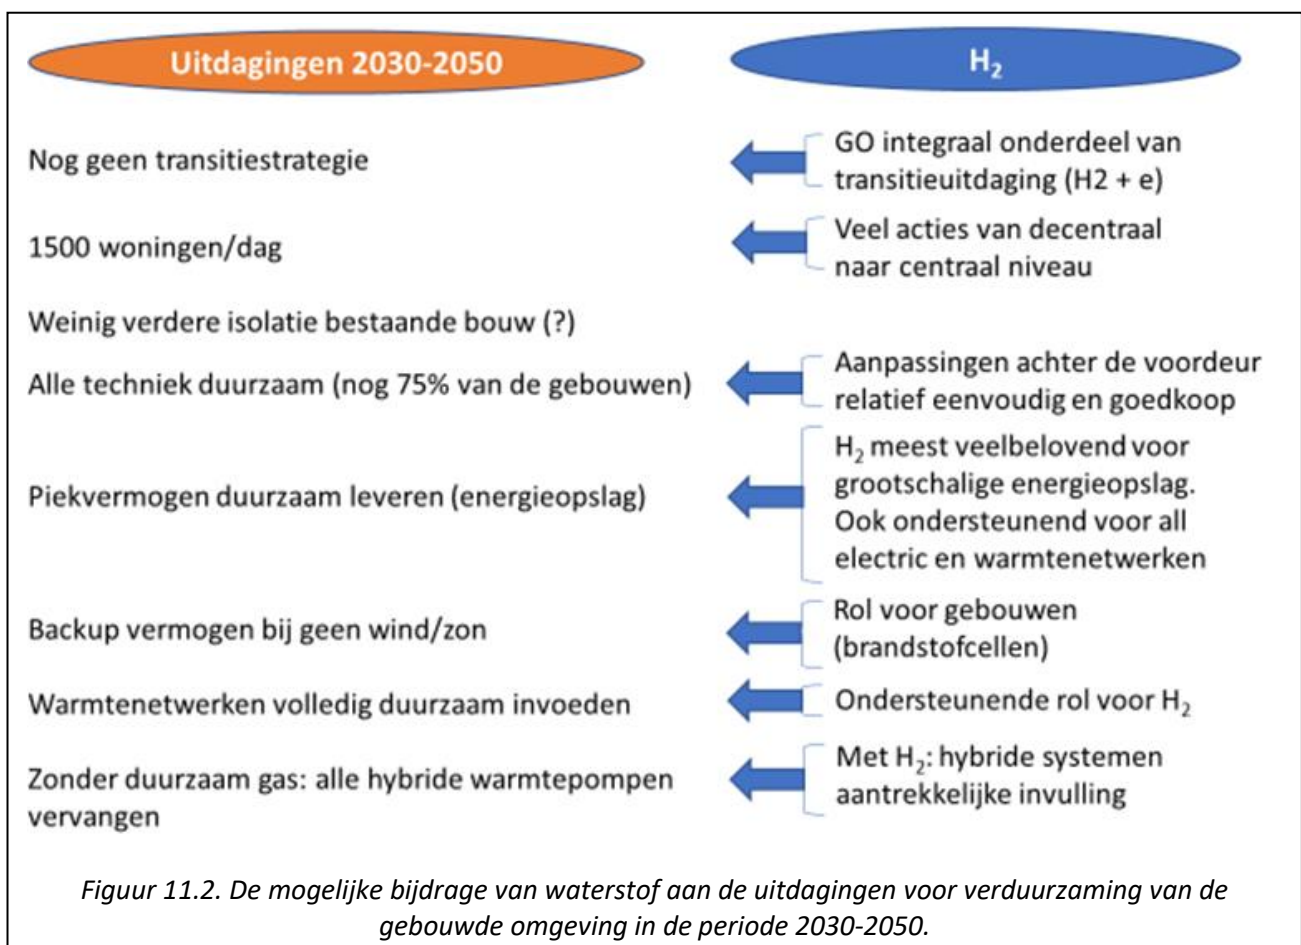 Uitdagingen 2030-2050
H₂
Nog geen transitiestrategie
GO integraal onderdeel van
transitieuitdaging (H2 + e)
1500 woningen/dag
Veel acties van decentraal
naar centraal niveau
Weinig verdere isolatie bestaande bouw (?)
Alle techniek duurzaam (nog 75% van de gebouwen)
Aanpassingen achter de voordeur
relatief eenvoudig en goedkoop
Piekvermogen duurzaam leveren (energieopslag)
H₂ meest veelbelovend voor
grootschalige energieopslag.
Ook ondersteunend voor all
electric en warmtenetwerken
Backup vermogen bij geen wind/zon
Rol voor gebouwen
(brandstofcellen)
Warmtenetwerken volledig duurzaam invoeden
Ondersteunende rol voor H₂
Zonder duurzaam gas: alle hybride warmtepompen
vervangen
Met H₂: hybride systemen
aantrekkelijke invulling
Figuur 11.2. De mogelijke bijdrage van waterstof aan de uitdagingen voor verduurzaming van de
gebouwde omgeving in de periode 2030-2050.